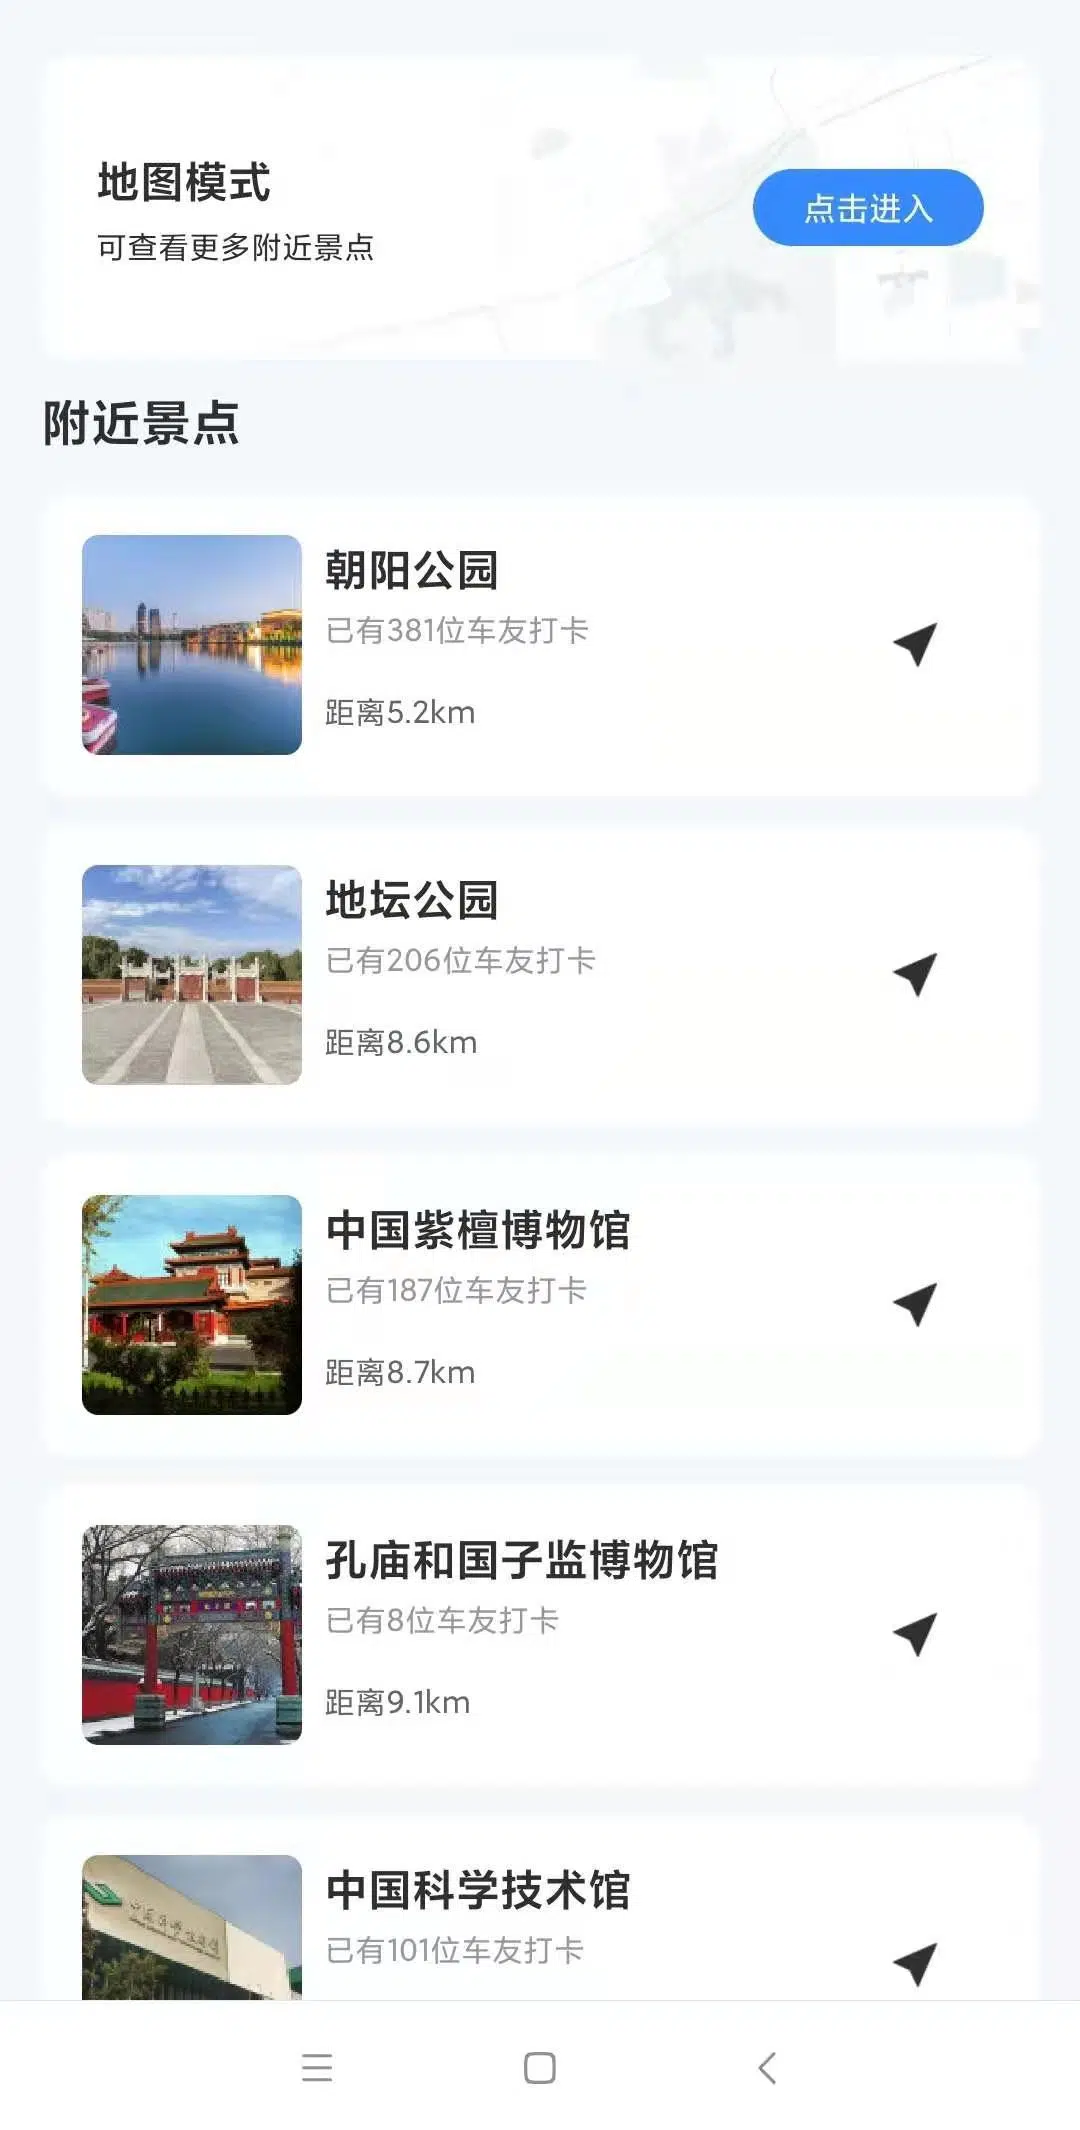 地图模式
可查看更多附近景点
点击进入
附近景点
朝阳公园
已有381位车友打卡
距离5.2km
地坛公园
已有206位车友打卡
距离8.6km
中国紫檀博物馆
已有187位车友打卡
距离8.7km
孔庙和国子监博物馆
已有8位车友打卡
距离9.1km
中国科学技术馆
已有101位车友打卡